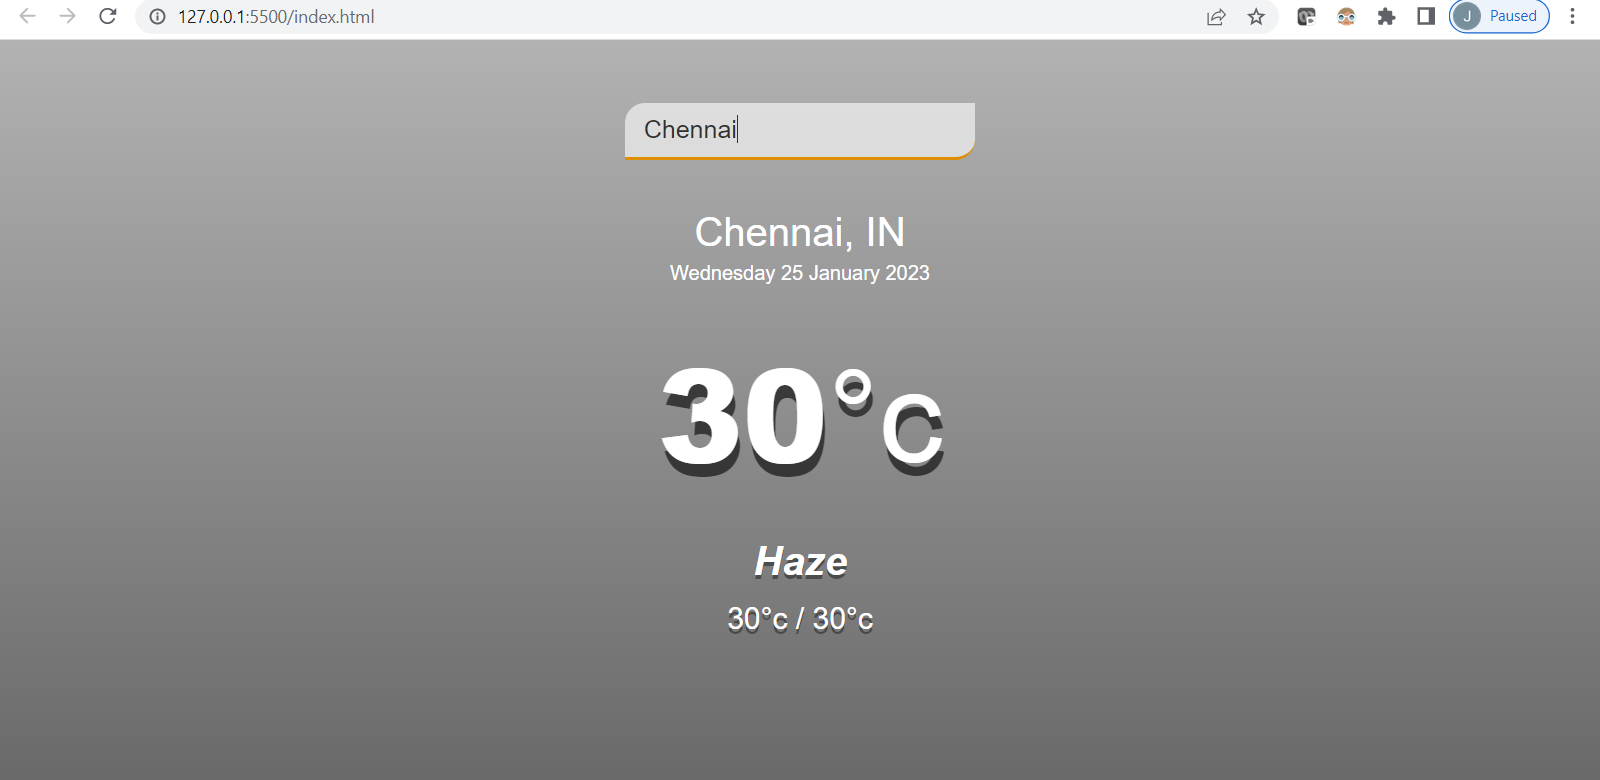 127.0.0.1:5500/index.html
J Paused
Chennai
Chennai, IN
Wednesday 25 January 2023
30°c
Haze
30°c / 30°c